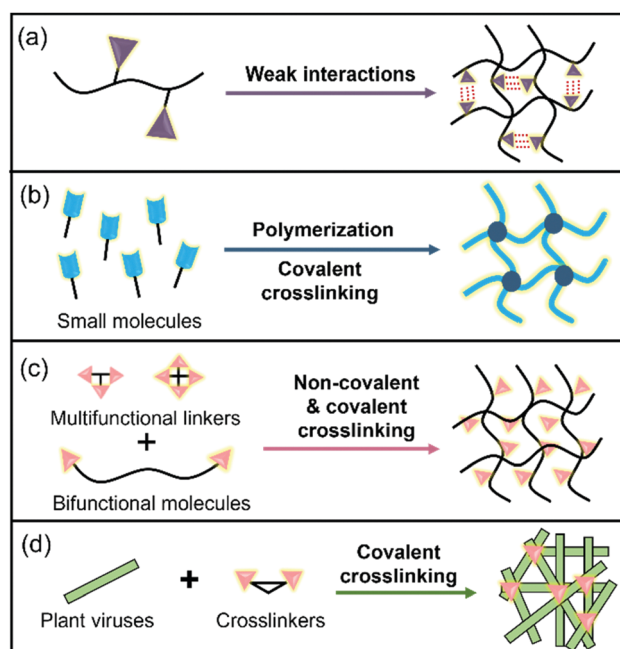 (a)
Weak interactions
(b)
Polymerization
Covalent
crosslinking
Small molecules
(c)
Multifunctional linkers
+
Bifunctional molecules
Non-covalent
& covalent
crosslinking
(d)
Plant viruses
+
Crosslinkers
Covalent
crosslinking